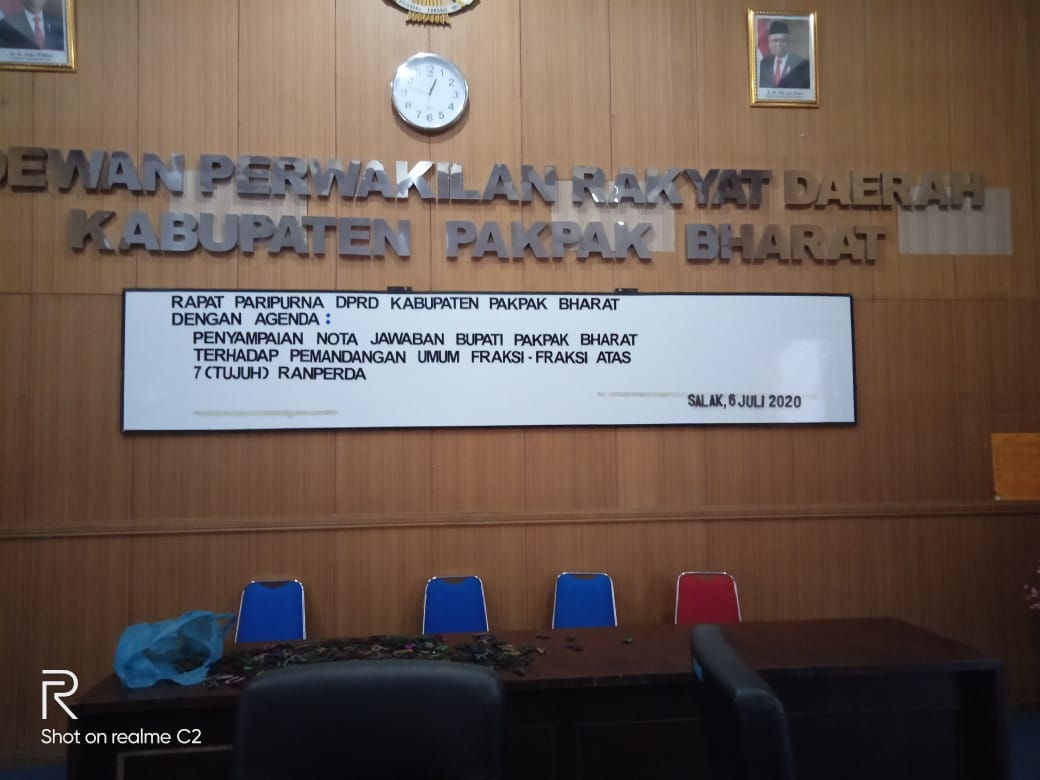 DEWAN PERWAKILAN RAKYAT DAERAH
KABUPATEN PAKPAK BHARAT
RAPAT PARIPURNA DPRD KABUPATEN PAKPAK BHARAT
DENGAN AGENDA :
PENYAMPAIAN NOTA JAWABAN BUPATI PAKPAK BHARAT
TERHADAP PEMANDANGAN UMUM FRAKSI-FRAKSI ATAS
7 (TUJUH) RANPERDA
SALAK, 6 JULI 2020
R
Shot on realme C2